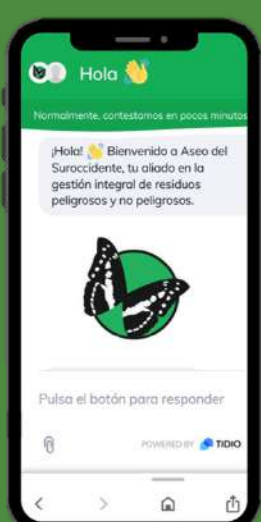 Hola 👋
Normalmente, contestamos en pocos minutos
¡Hola! 👋 Bienvenido a Aseo del
Suroccidente, tu aliado en la
gestión integral de residuos
peligrosos y no peligrosos.
Pulsa el botón para responder
POWERED BY TIDIO